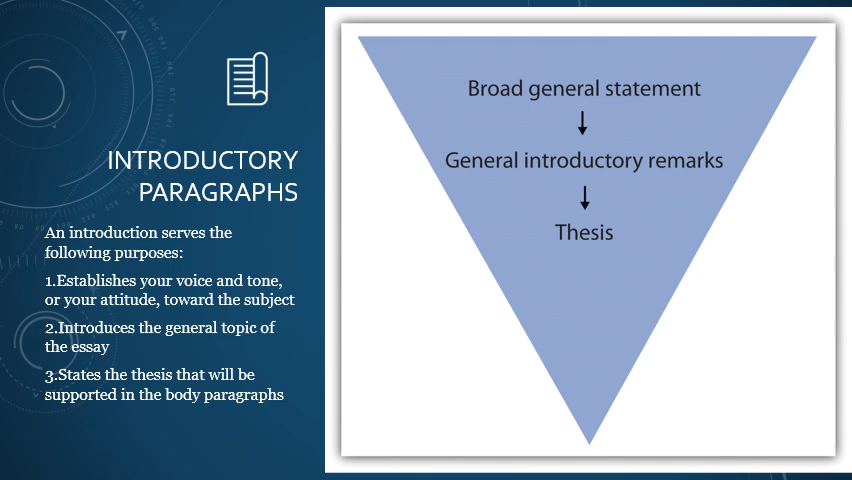 INTRODUCTORY
PARAGRAPHS
An introduction serves the
following purposes:
1.Establishes your voice and tone,
or your attitude, toward the subject
2.Introduces the general topic of
the essay
3.States the thesis that will be
supported in the body paragraphs
Broad general statement
General introductory remarks
Thesis